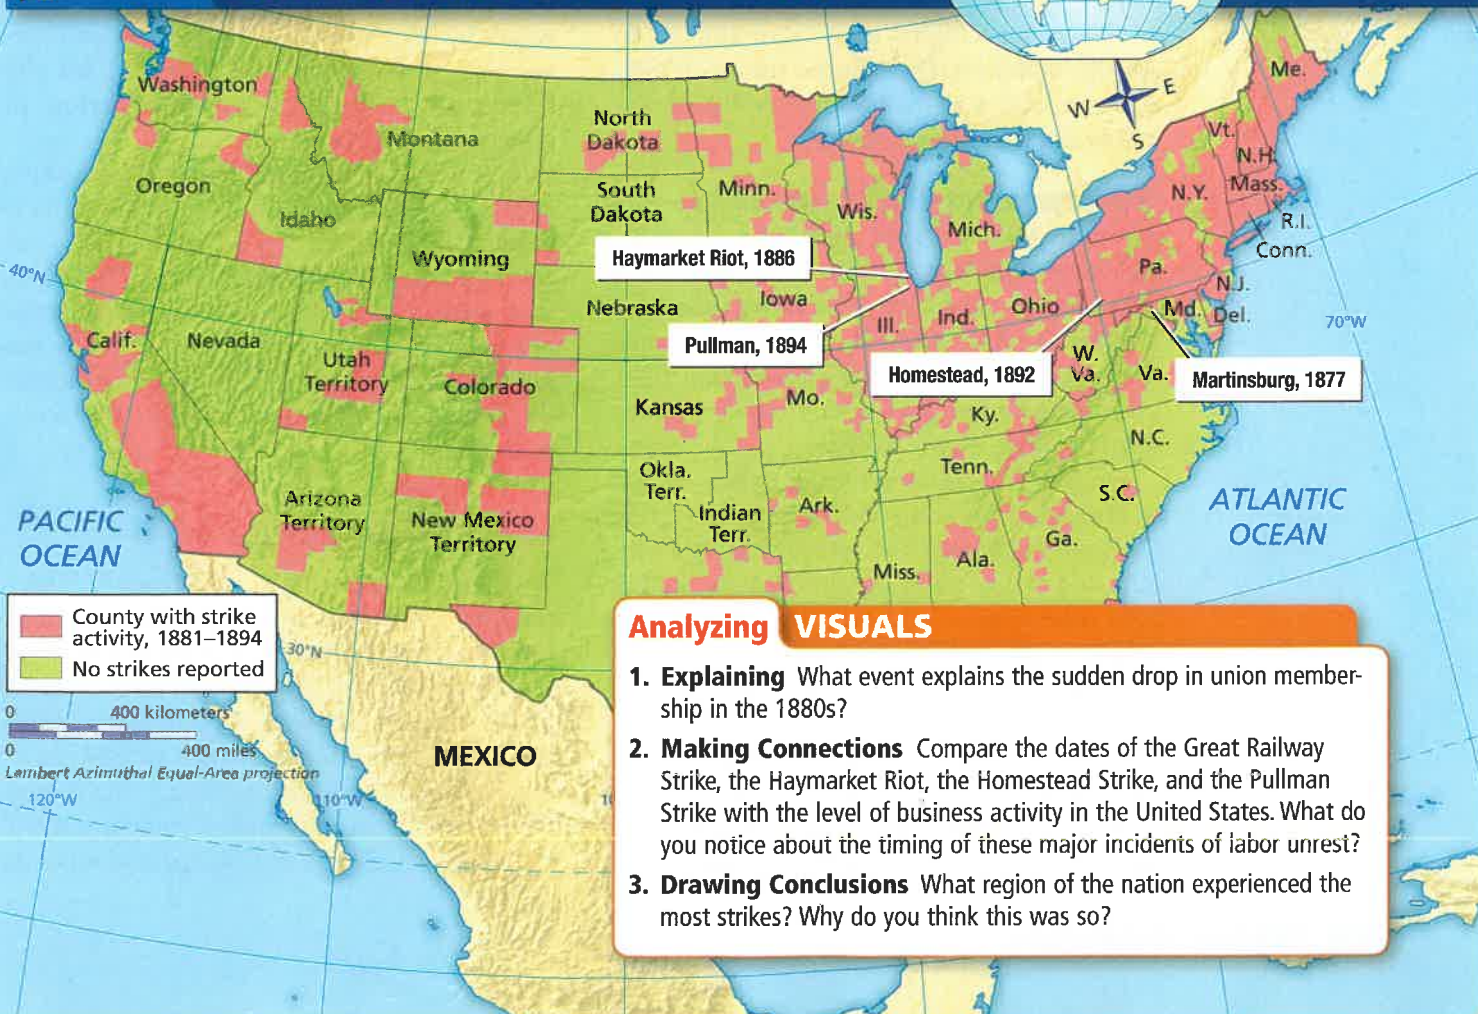 Washington
Montana
North
Dakota
Minn.
Me.
Vt.
N.H.
Mass.
N.Y.
R.I.
Conn.
W
E
S
Oregon
Idaho
South
Dakota
Wis.
Mich.
Wyoming
Haymarket Riot, 1886
Pa.
N.J.
40°N
Nebraska
Iowa
Ill.
Ind.
Ohio
Md.
Del.
70°W
Calif.
Nevada
Utah
Territory
Colorado
Pullman, 1894
Homestead, 1892
W.
Va.
Va.
Martinsburg, 1877
Kansas
Mo.
Ky.
N.C.
Okla.
Terr.
Indian
Terr.
Ark.
Tenn.
S.C.
Arizona
Territory
New Mexico
Territory
Miss.
Ala.
Ga.
PACIFIC
OCEAN
ATLANTIC
OCEAN
County with strike
activity, 1881–1894
No strikes reported
30°N
0
400 kilometers
0
400 miles
Lambert Azimuthal Equal-Area projection
120°W
110°W
MEXICO
Analyzing VISUALS
1. Explaining What event explains the sudden drop in union member-
ship in the 1880s?
2. Making Connections Compare the dates of the Great Railway
Strike, the Haymarket Riot, the Homestead Strike, and the Pullman
Strike with the level of business activity in the United States. What do
you notice about the timing of these major incidents of labor unrest?
3. Drawing Conclusions What region of the nation experienced the
most strikes? Why do you think this was so?